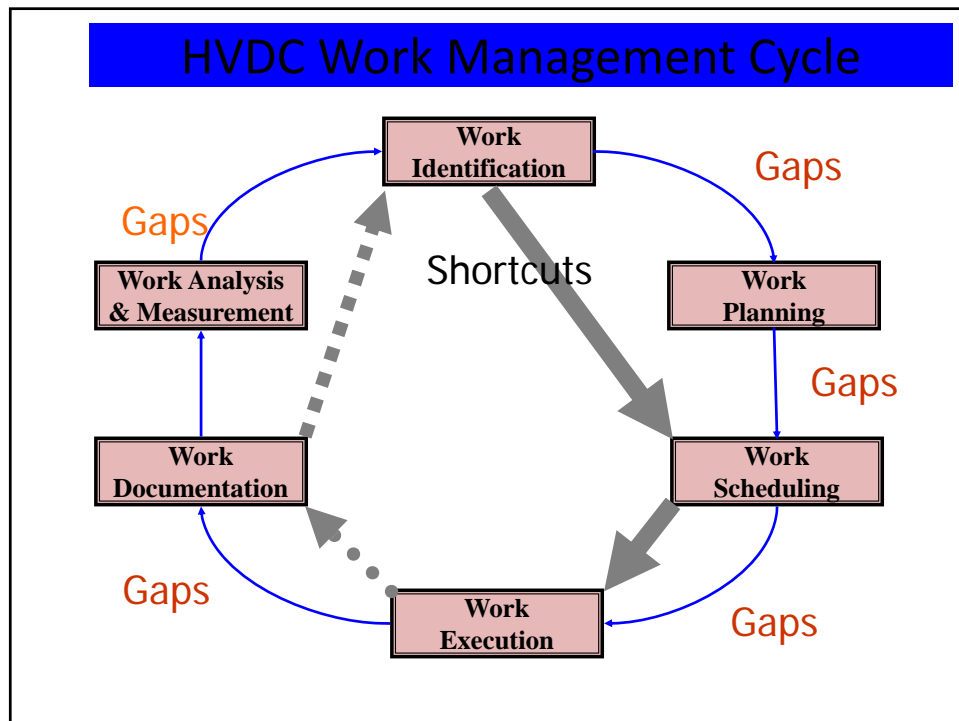 HVDC Work Management Cycle
Work
Identification
Gaps
Gaps
Shortcuts
Work Analysis
& Measurement
Work
Planning
Gaps
Work
Documentation
Work
Scheduling
Gaps
Work
Execution
Gaps